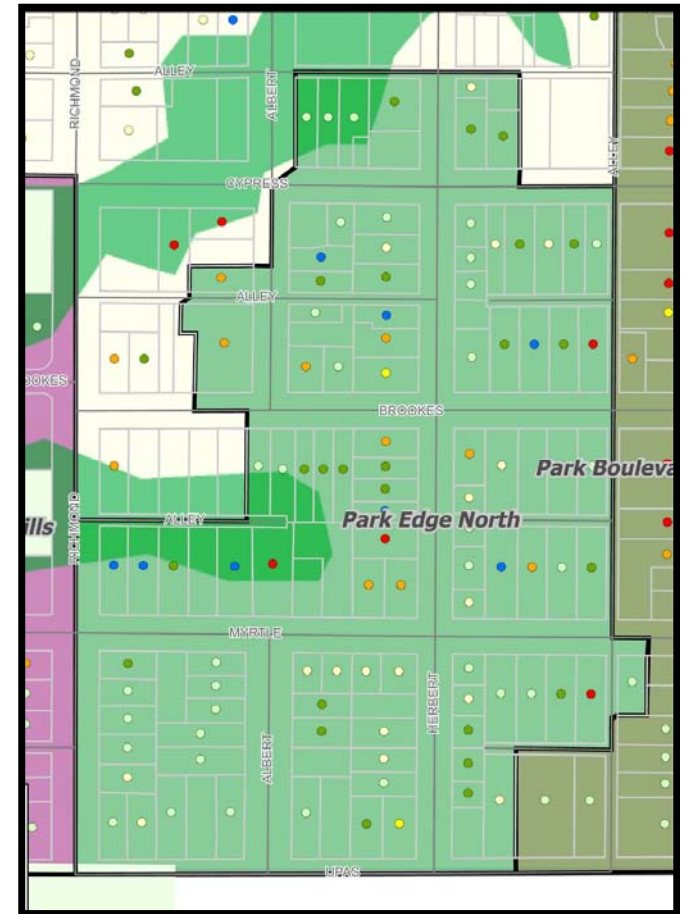 RICHMOND
ALLEY
ALBERT
ALLEY
CYPRESS
ALLEY
OOKES
BROOKES
Park Bouleva
ills
RICHMOND
ALLEY
Park Edge North
MYRTLE
HERBERT
ALBERT
UPAS